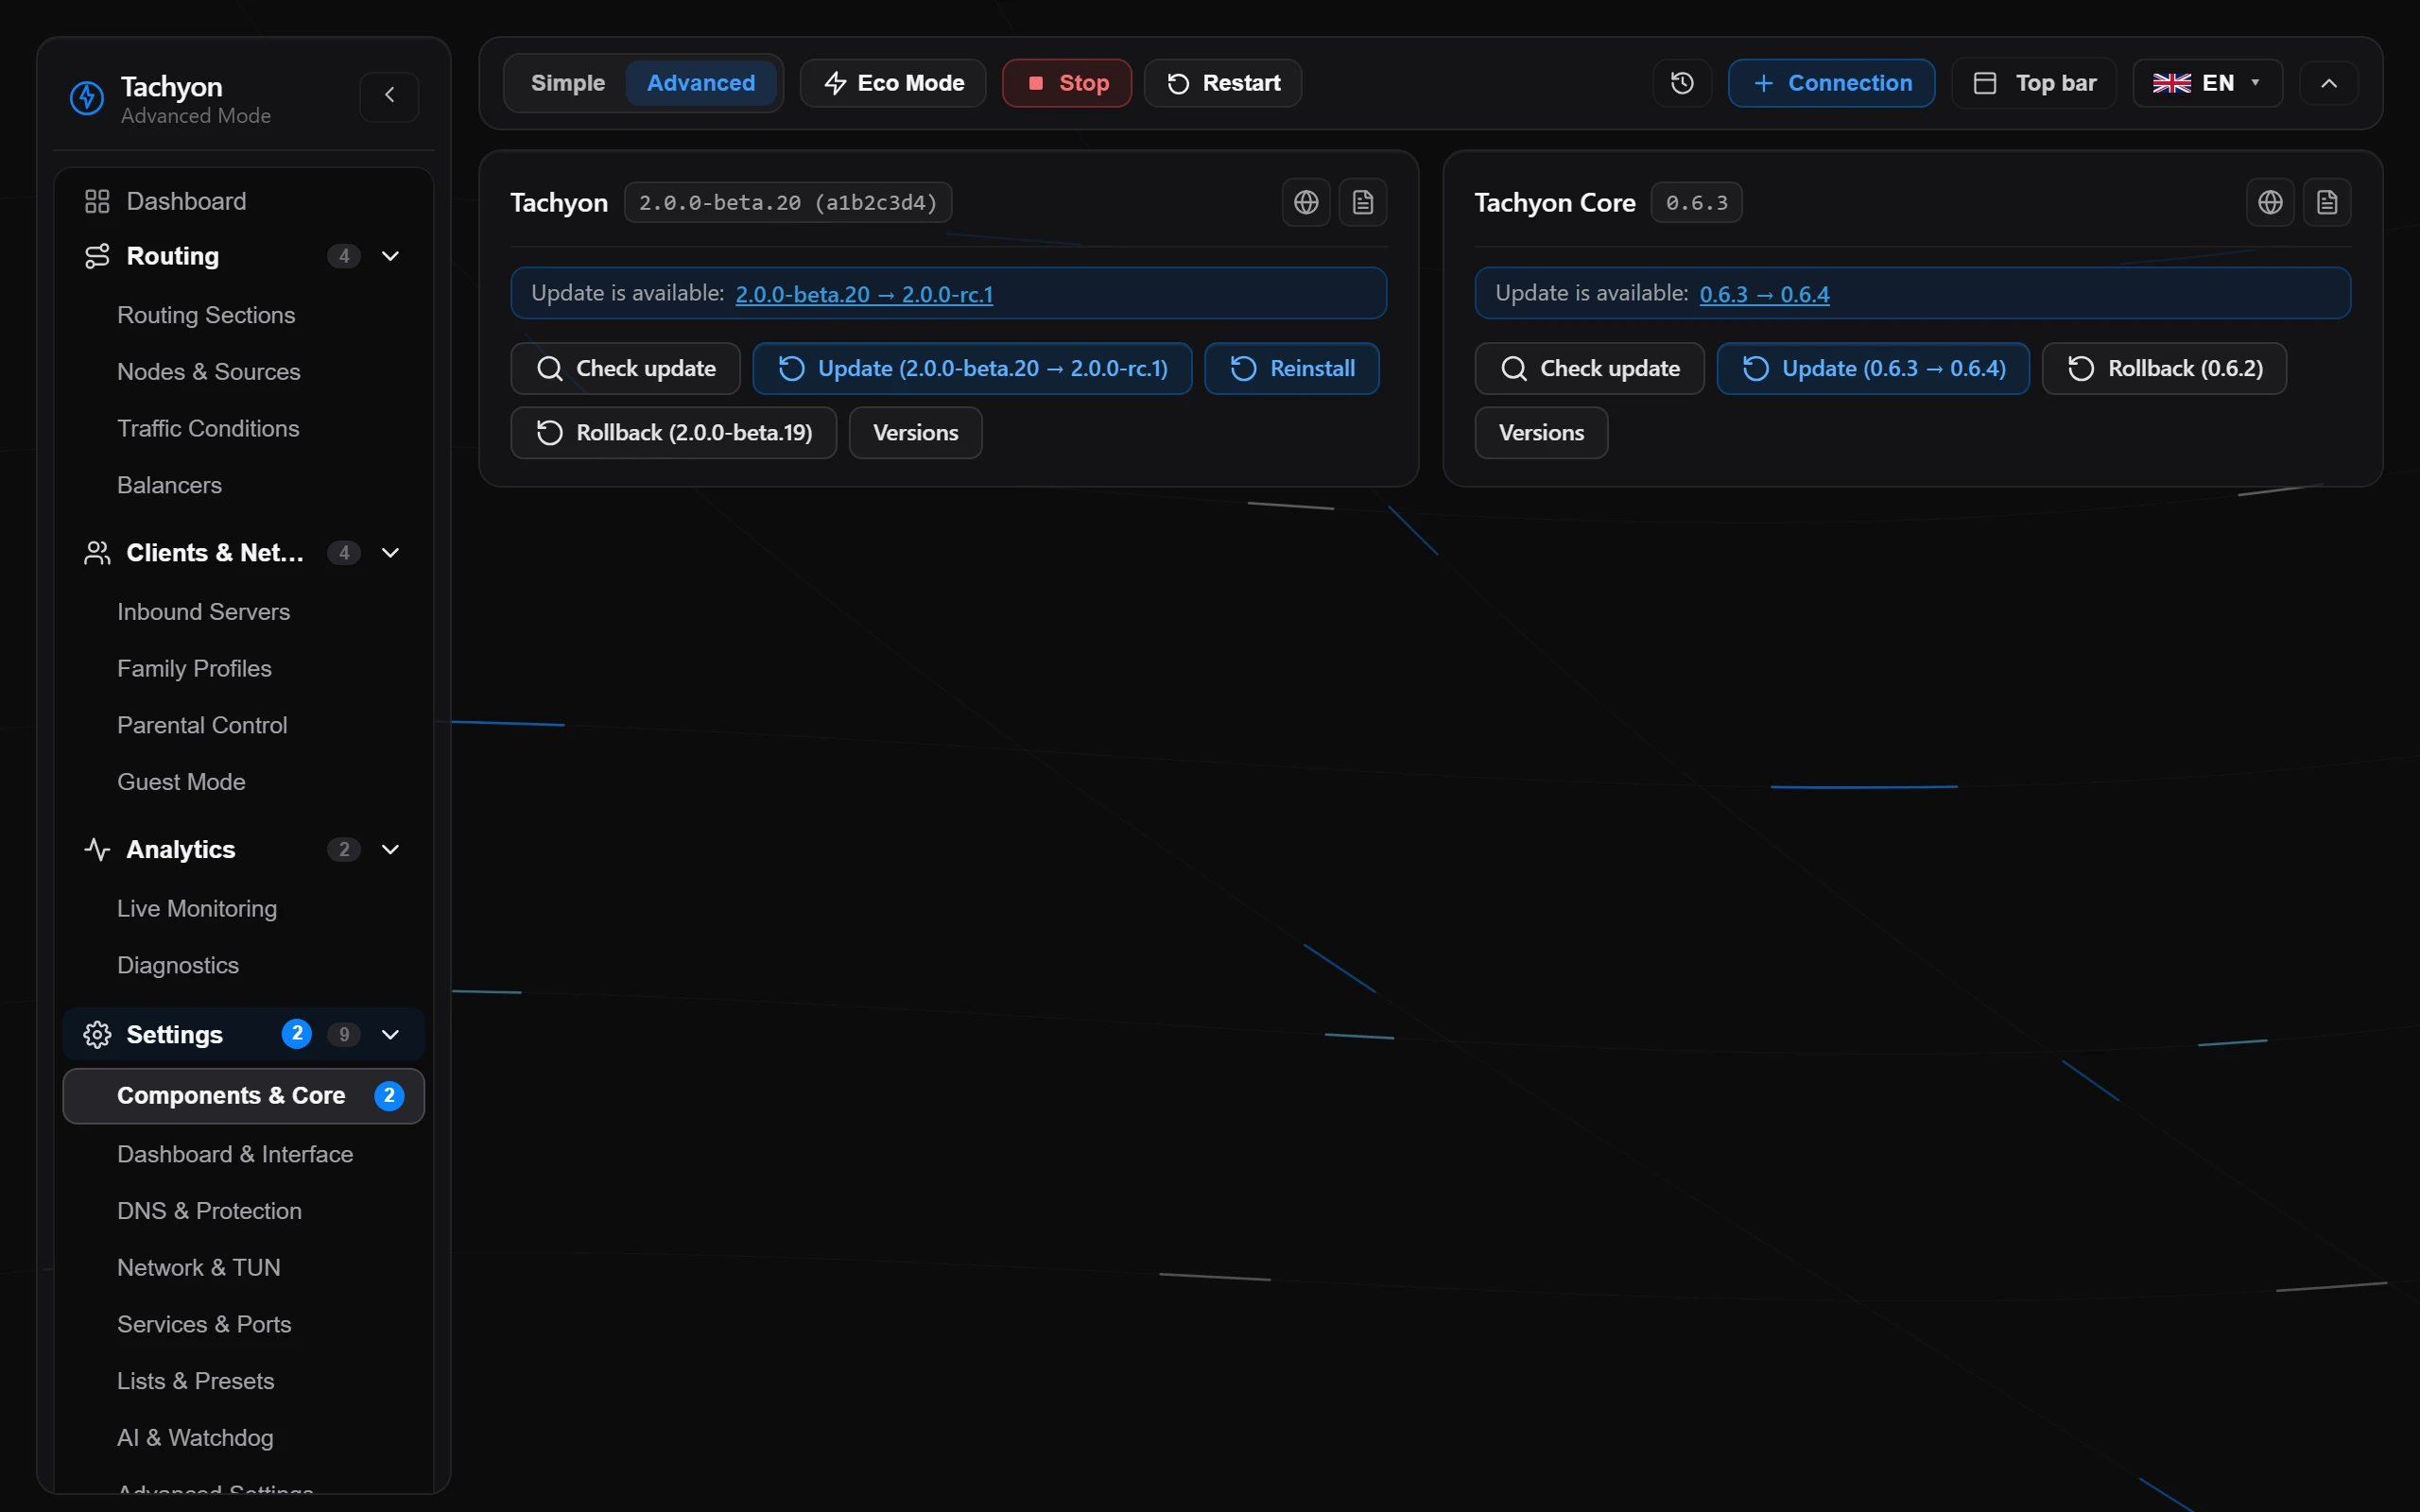 Tachyon
Advanced Mode
Dashboard
Routing 4
Routing Sections
Nodes & Sources
Traffic Conditions
Balancers
Clients & Net... 4
Inbound Servers
Family Profiles
Parental Control
Guest Mode
Analytics 2
Live Monitoring
Diagnostics
Settings 2 9
Components & Core 2
Dashboard & Interface
DNS & Protection
Network & TUN
Services & Ports
Lists & Presets
AI & Watchdog
Advanced Settings
Simple Advanced Eco Mode Stop Restart Connection Top bar EN
Tachyon 2.0.0-beta.20 (a1b2c3d4)
Update is available: 2.0.0-beta.20 → 2.0.0-rc.1
Check update Update (2.0.0-beta.20 → 2.0.0-rc.1) Reinstall
Rollback (2.0.0-beta.19) Versions
Tachyon Core 0.6.3
Update is available: 0.6.3 → 0.6.4
Check update Update (0.6.3 → 0.6.4) Rollback (0.6.2)
Versions